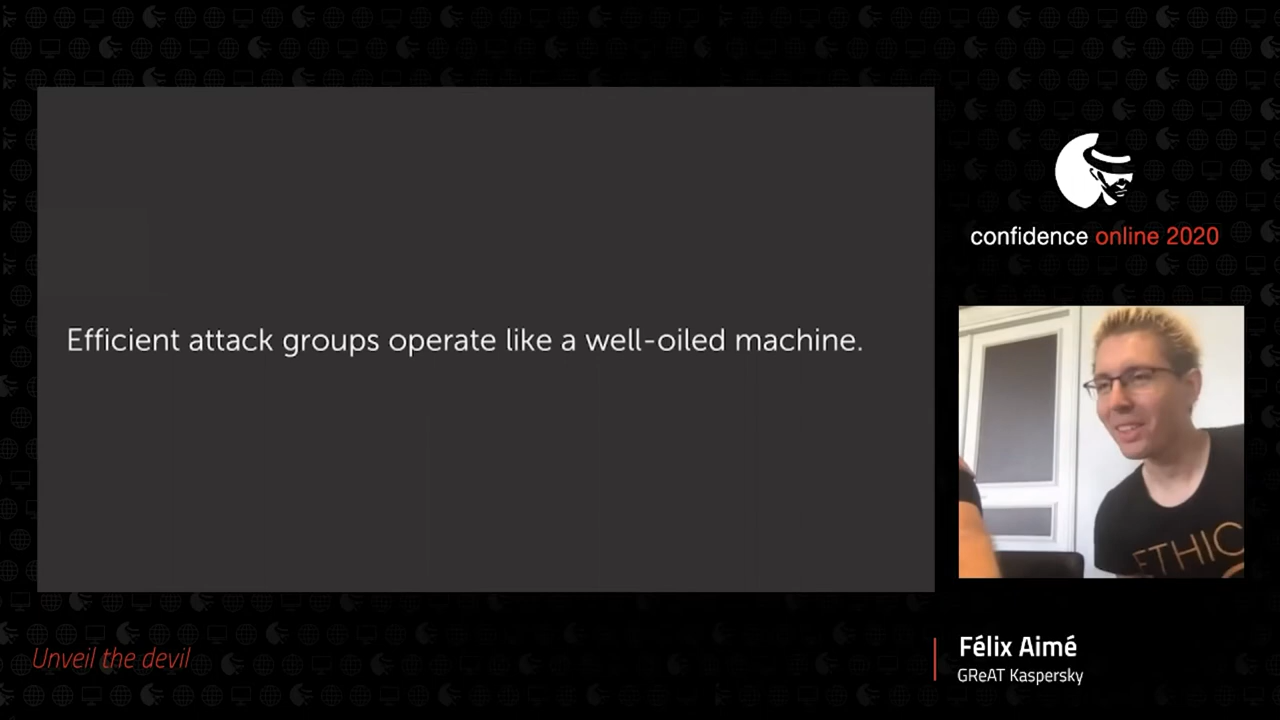 Efficient attack groups operate like a well-oiled machine.
confidence online 2020
ETHIC
Unveil the devil
Félix Aimé
GReAT Kaspersky